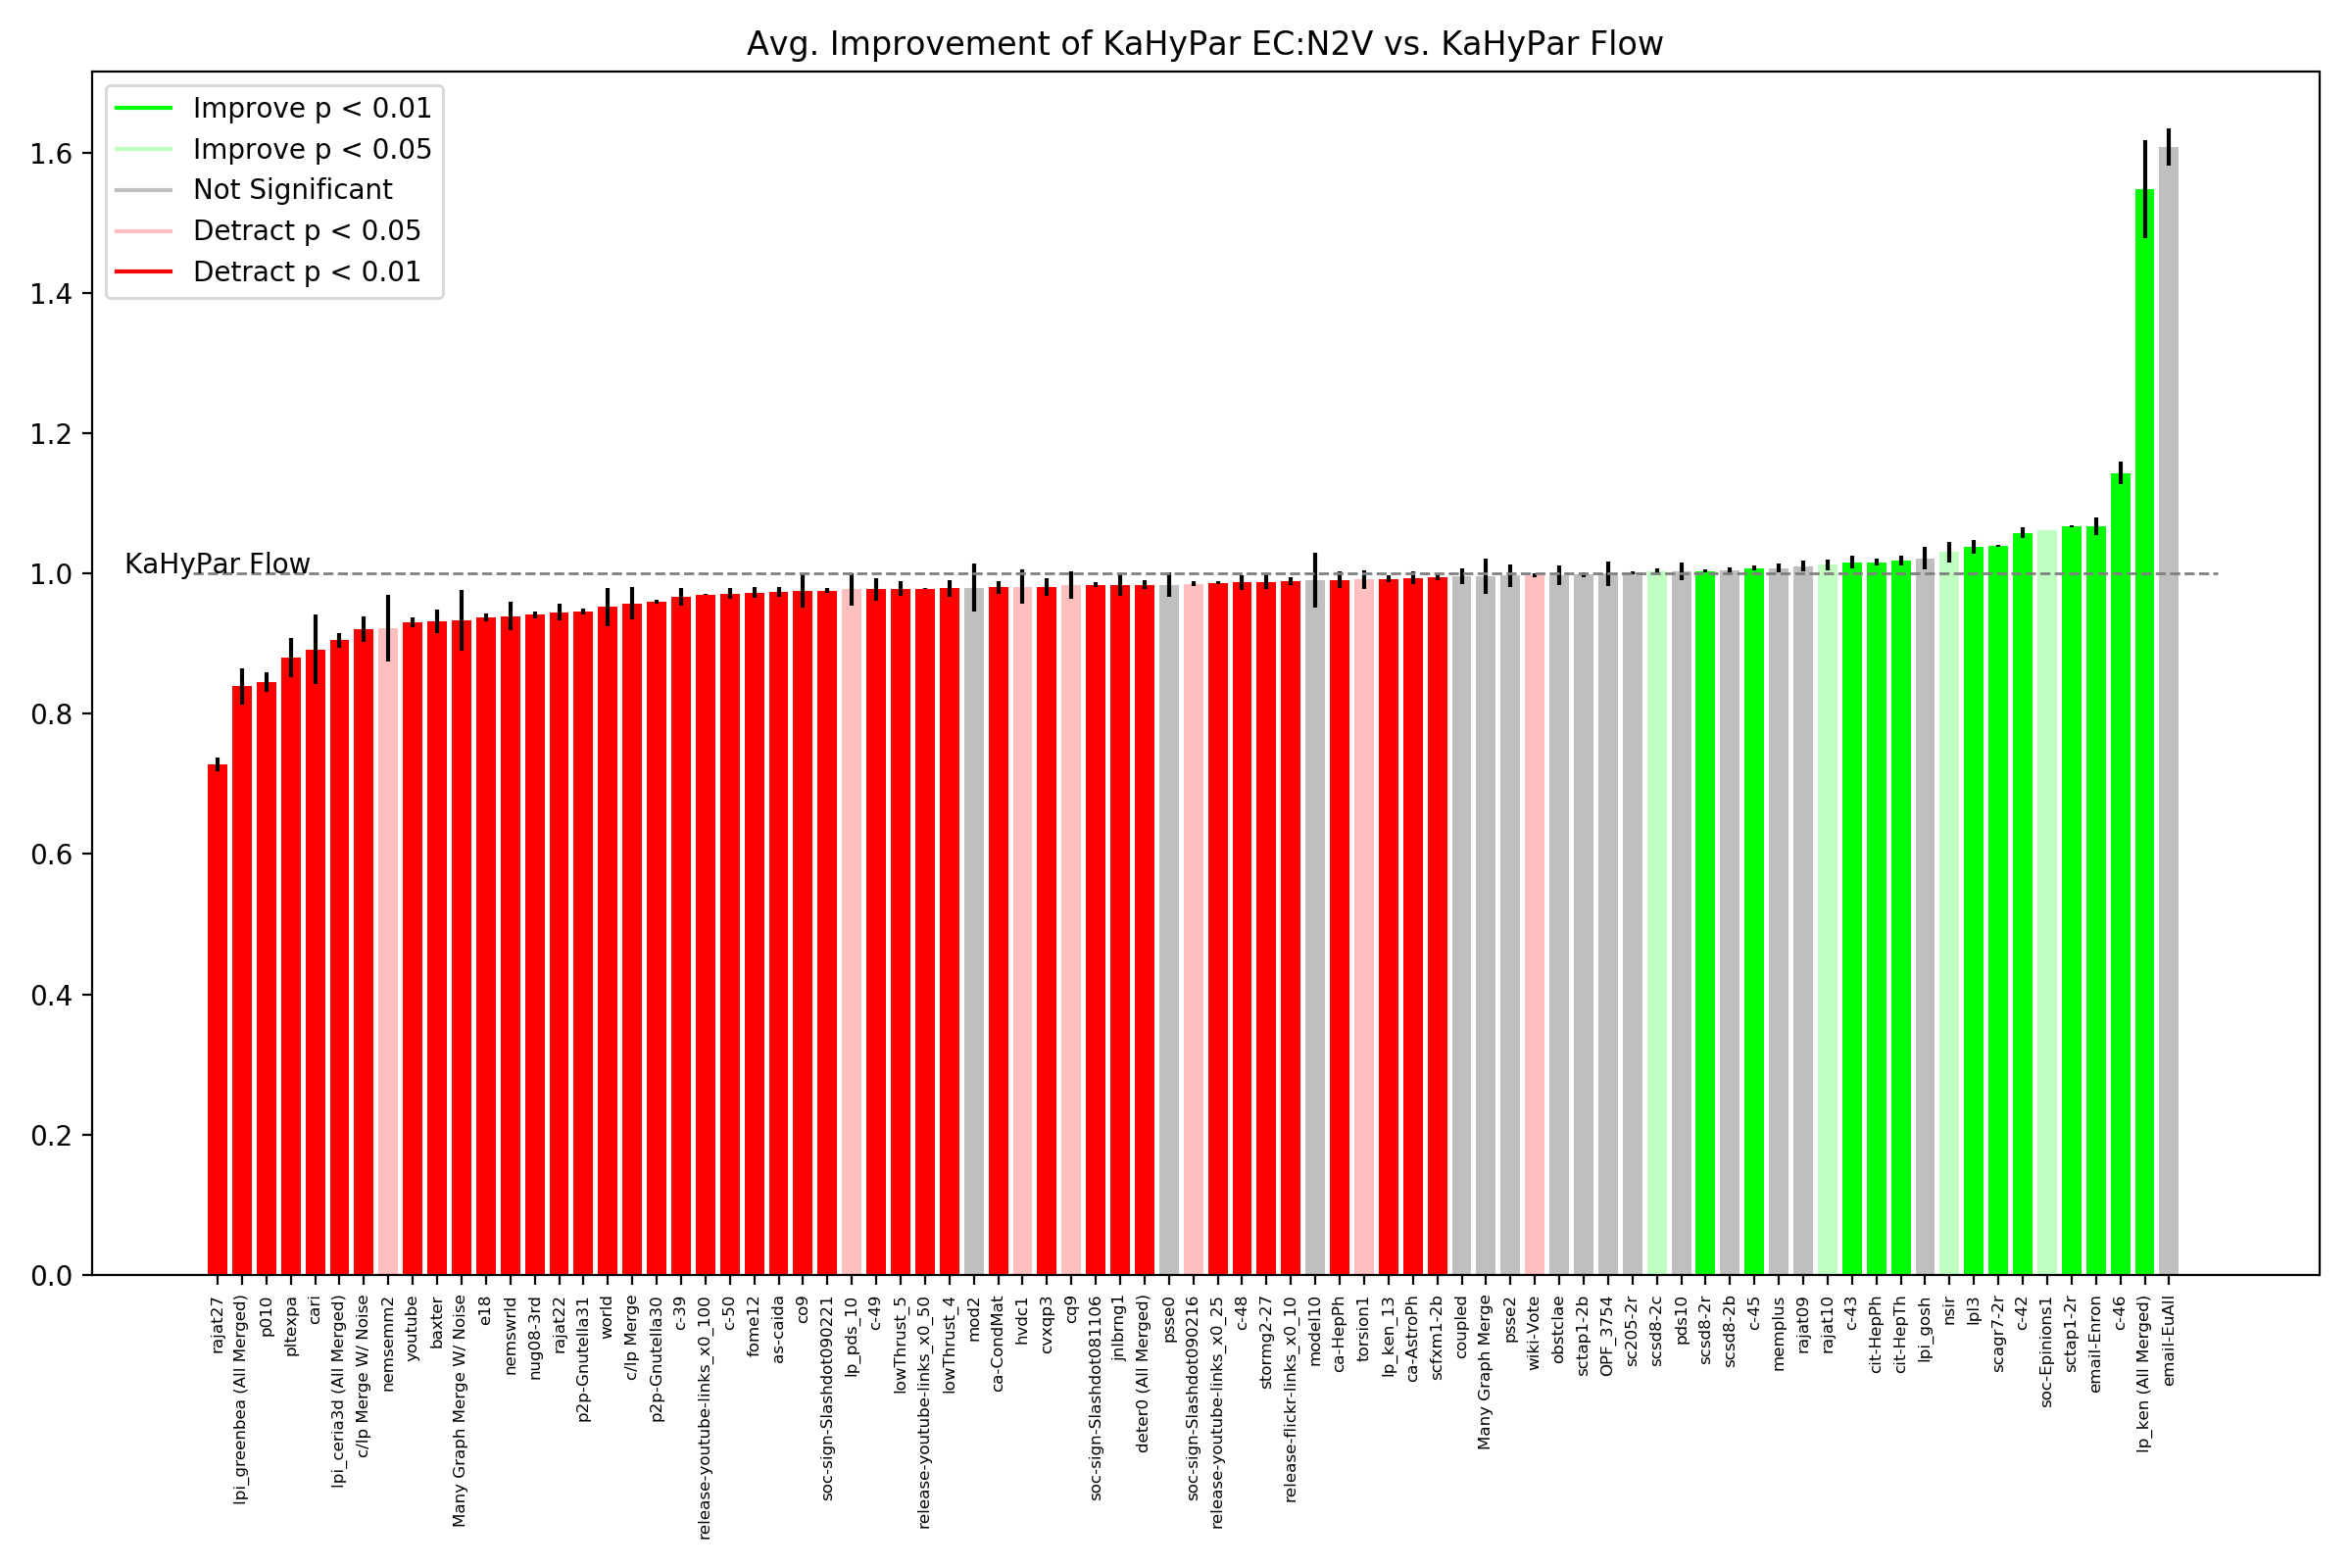 Avg. Improvement of KaHyPar EC:N2V vs. KaHyPar Flow
Improve p < 0.01
Improve p < 0.05
Not Significant
Detract p < 0.05
Detract p < 0.01
1.6
1.4
1.2
1.0
0.8
0.6
0.4
0.2
0.0
KaHyPar Flow
rajat27
lpi_greenbea (All Merged)
p010
pltexpa
cari
lpi_ceria3d (All Merged)
c/lp Merge W/ Noise
nemsemm2
youtube
baxter
Many Graph Merge W/ Noise
e18
nemswrld
nug08-3rd
rajat22
p2p-Gnutella31
world
c/lp Merge
p2p-Gnutella30
c-39
release-youtube-links_x0_100
c-50
fome12
as-caida
co9
soc-sign-Slashdot090221
lp_pds_10
c-49
lowThrust_5
release-youtube-links_x0_50
lowThrust_4
mod2
ca-CondMat
hvdc1
cvxqp3
cq9
soc-sign-Slashdot081106
jnlbrng1
deter0 (All Merged)
psse0
soc-sign-Slashdot090216
release-youtube-links_x0_25
c-48
stormg2-27
release-flickr-links_x0_10
model10
ca-HepPh
torsion1
lp_ken_13
ca-AstroPh
scfxm1-2b
coupled
Many Graph Merge
psse2
wiki-Vote
obstclae
sctap1-2b
OPF_3754
sc205-2r
scsd8-2c
pds10
scsd8-2r
scsd8-2b
c-45
memplus
rajat09
rajat10
c-43
cit-HepPh
cit-HepTh
lpi_gosh
nsir
lpl3
scagr7-2r
c-42
soc-Epinions1
sctap1-2r
email-Enron
c-46
lp_ken (All Merged)
email-EuAll